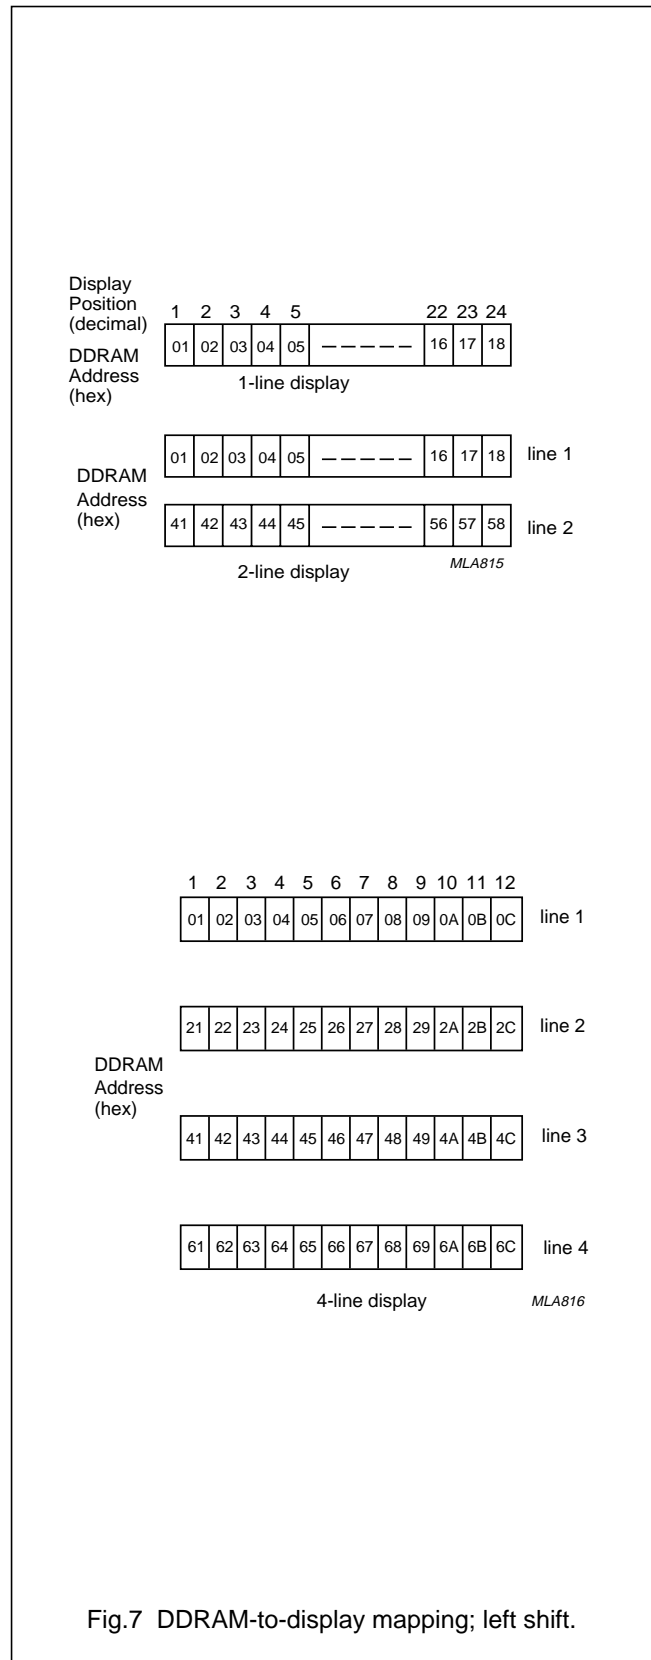 Display
Position
(decimal)
1 2 3 4 5 22 23 24
DDRAM
Address
(hex)
01 02 03 04 05 – – – – – 16 17 18
1-line display
DDRAM
Address
(hex)
01 02 03 04 05 – – – – – 16 17 18 line 1
41 42 43 44 45 – – – – – 56 57 58 line 2
2-line display
MLA815
1 2 3 4 5 6 7 8 9 10 11 12
01 02 03 04 05 06 07 08 09 0A 0B 0C line 1
21 22 23 24 25 26 27 28 29 2A 2B 2C line 2
DDRAM
Address
(hex)
41 42 43 44 45 46 47 48 49 4A 4B 4C line 3
61 62 63 64 65 66 67 68 69 6A 6B 6C line 4
4-line display
MLA816
Fig.7 DDRAM-to-display mapping; left shift.